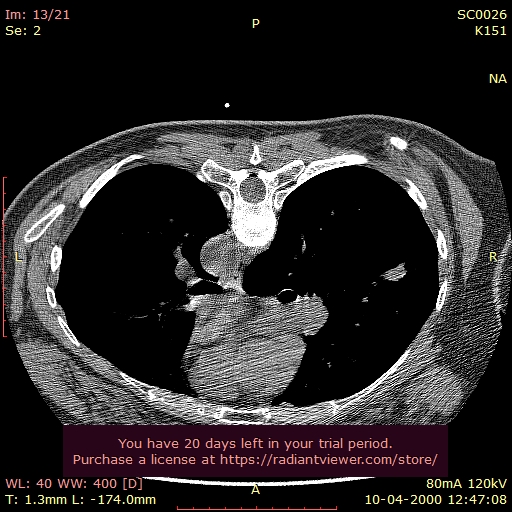 Im: 13/21
Se: 2
P
SC0026
K151
NA
L
R
You have 20 days left in your trial period.
Purchase a license at https://radiantviewer.com/store/
WL: 40 WW: 400 [D]
T: 1.3mm L: -174.0mm
A
80mA 120kV
10-04-2000 12:47:08